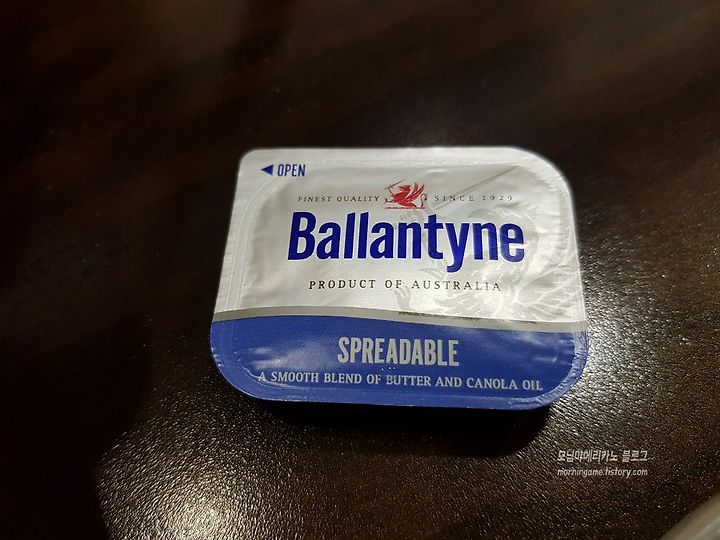 ◀ OPEN
FINEST QUALITY SINCE 1929
Ballantyne
PRODUCT OF AUSTRALIA
SPREADABLE
A SMOOTH BLEND OF BUTTER AND CANOLA OIL
모닝아메리카노 블로그
morningame.tistory.com